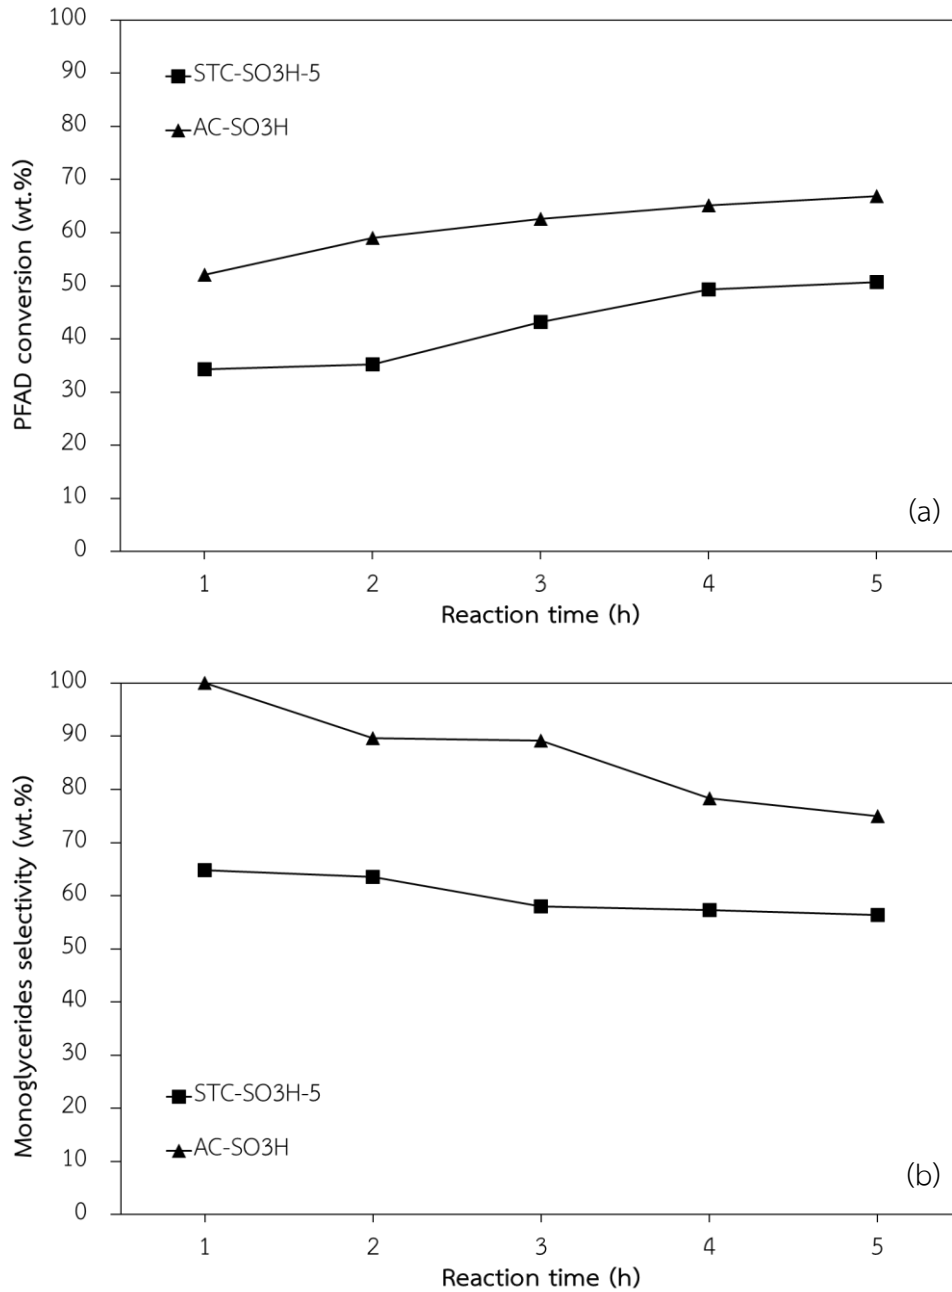 100
90
80
70
60
50
40
30
20
10
0
PFAD conversion (wt.%)
STC-SO3H-5
AC-SO3H
(a)
1 2 3 4 5
Reaction time (h)
100
90
80
70
60
50
40
30
20
10
0
Monoglycerides selectivity (wt.%)
STC-SO3H-5
AC-SO3H
(b)
1 2 3 4 5
Reaction time (h)